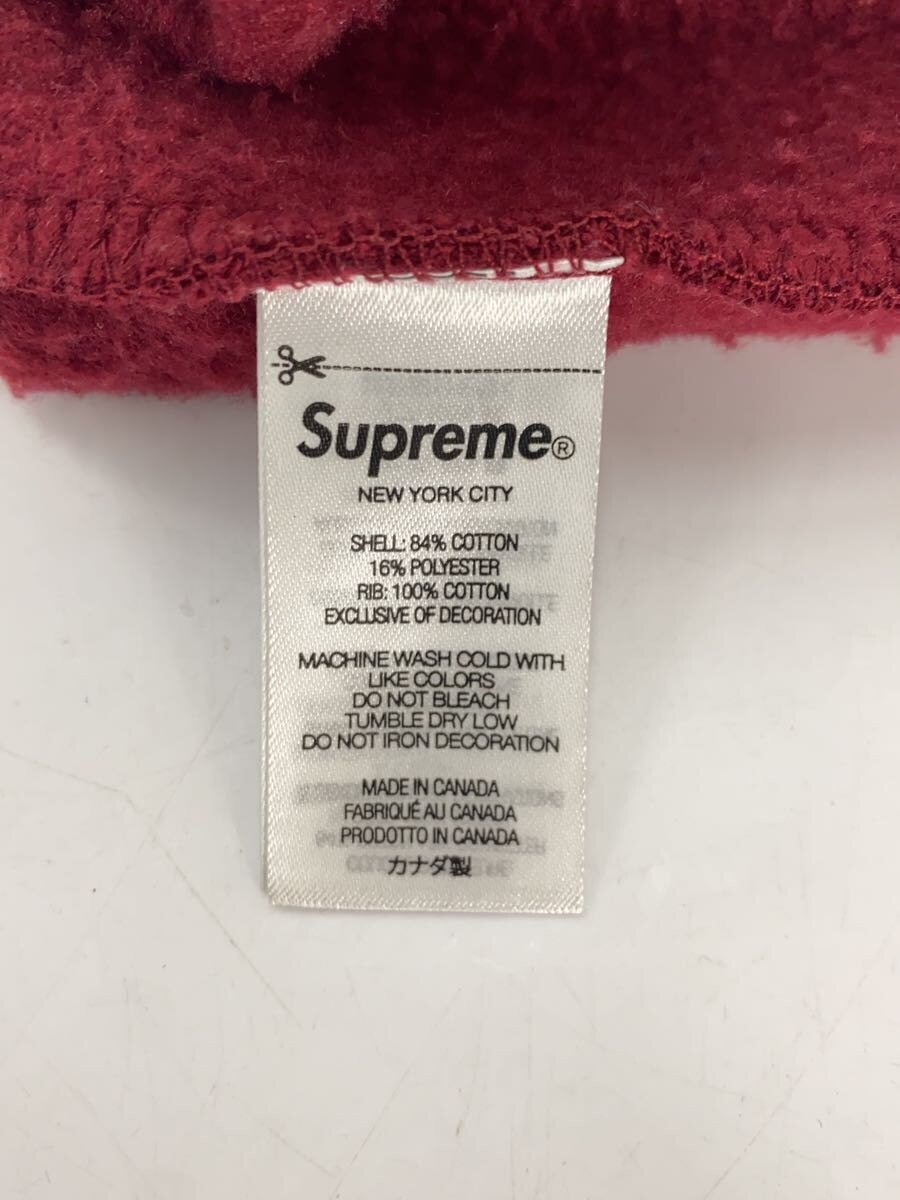 Supreme®
NEW YORK CITY
SHELL: 84% COTTON
16% POLYESTER
RIB: 100% COTTON
EXCLUSIVE OF DECORATION
MACHINE WASH COLD WITH
LIKE COLORS
DO NOT BLEACH
TUMBLE DRY LOW
DO NOT IRON DECORATION
MADE IN CANADA
FABRIQUÉ AU CANADA
PRODOTTO IN CANADA
カナダ製